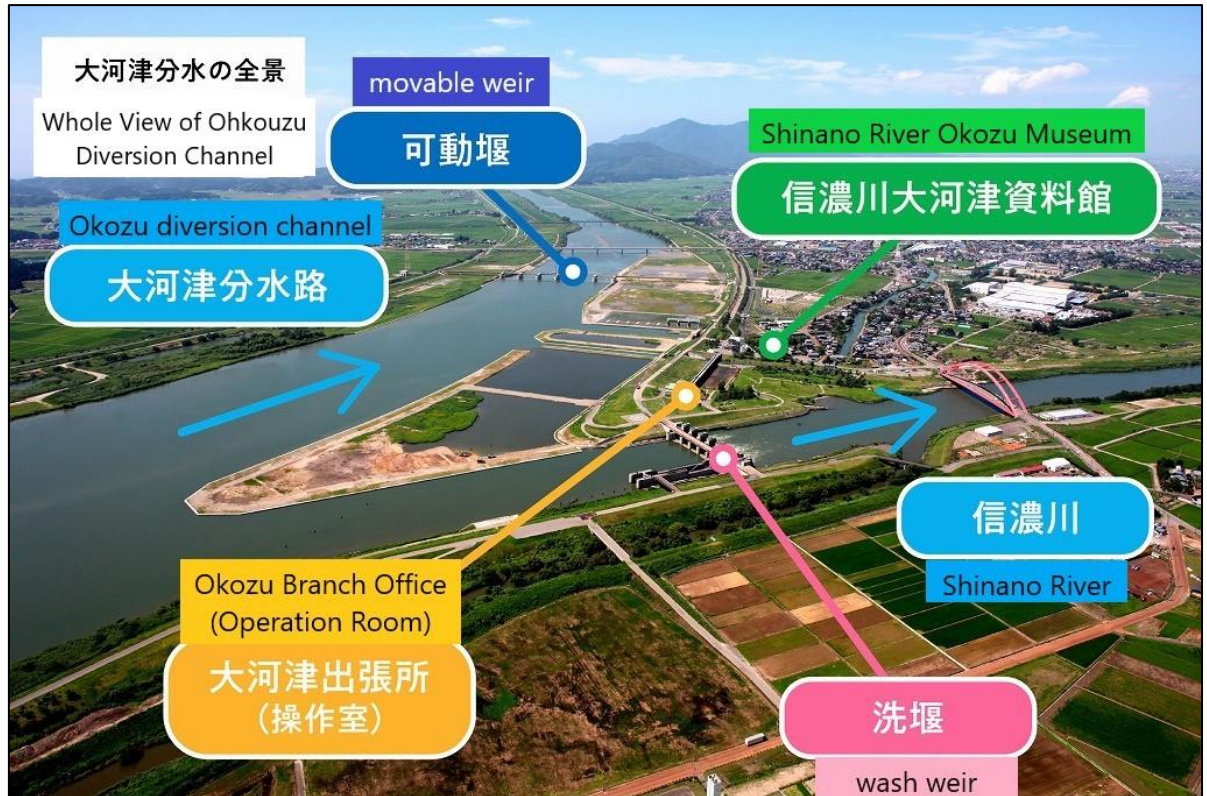 大河津分水の全景
Whole View of Ohkouzu
Diversion Channel
movable weir
可動堰
Shinano River Okozu Museum
信濃川大河津資料館
Okozu diversion channel
大河津分水路
信濃川
Shinano River
Okozu Branch Office
(Operation Room)
大河津出張所
(操作室)
洗堰
wash weir